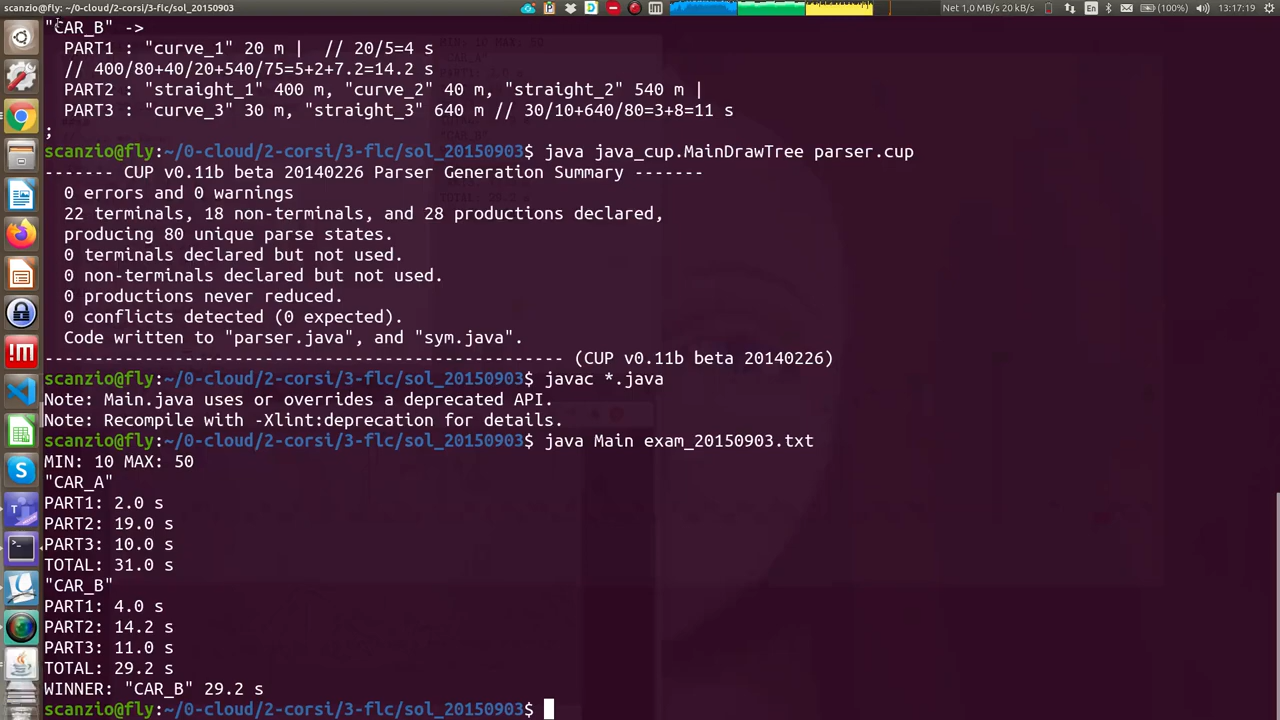 scanzio@fly: ~/0-cloud/2-corsi/3-flc/sol_20150903
En
(100%)
Net 1,0 MB/s 20 kB/s
13:17:19
"CAR_B" ->
PART1 : "curve_1" 20 m | // 20/5=4 s
// 400/80+40/20+540/75=5+2+7.2=14.2 s
PART2 : "straight_1" 400 m, "curve_2" 40 m, "straight_2" 540 m |
PART3 : "curve_3" 30 m, "straight_3" 640 m // 30/10+640/80=3+8=11 s
;
scanzio@fly:~/0-cloud/2-corsi/3-flc/sol_20150903$ java java_cup.MainDrawTree parser.cup
------- CUP v0.11b beta 20140226 Parser Generation Summary -------
0 errors and 0 warnings
22 terminals, 18 non-terminals, and 28 productions declared,
producing 80 unique parse states.
0 terminals declared but not used.
0 non-terminals declared but not used.
0 productions never reduced.
0 conflicts detected (0 expected).
Code written to "parser.java", and "sym.java".
---------------------------------------------------- (CUP v0.11b beta 20140226)
scanzio@fly:~/0-cloud/2-corsi/3-flc/sol_20150903$ javac *.java
Note: Main.java uses or overrides a deprecated API.
Note: Recompile with -Xlint:deprecation for details.
scanzio@fly:~/0-cloud/2-corsi/3-flc/sol_20150903$ java Main exam_20150903.txt
MIN: 10 MAX: 50
"CAR_A"
PART1: 2.0 s
PART2: 19.0 s
PART3: 10.0 s
TOTAL: 31.0 s
"CAR_B"
PART1: 4.0 s
PART2: 14.2 s
PART3: 11.0 s
TOTAL: 29.2 s
WINNER: "CAR_B" 29.2 s
scanzio@fly:~/0-cloud/2-corsi/3-flc/sol_20150903$